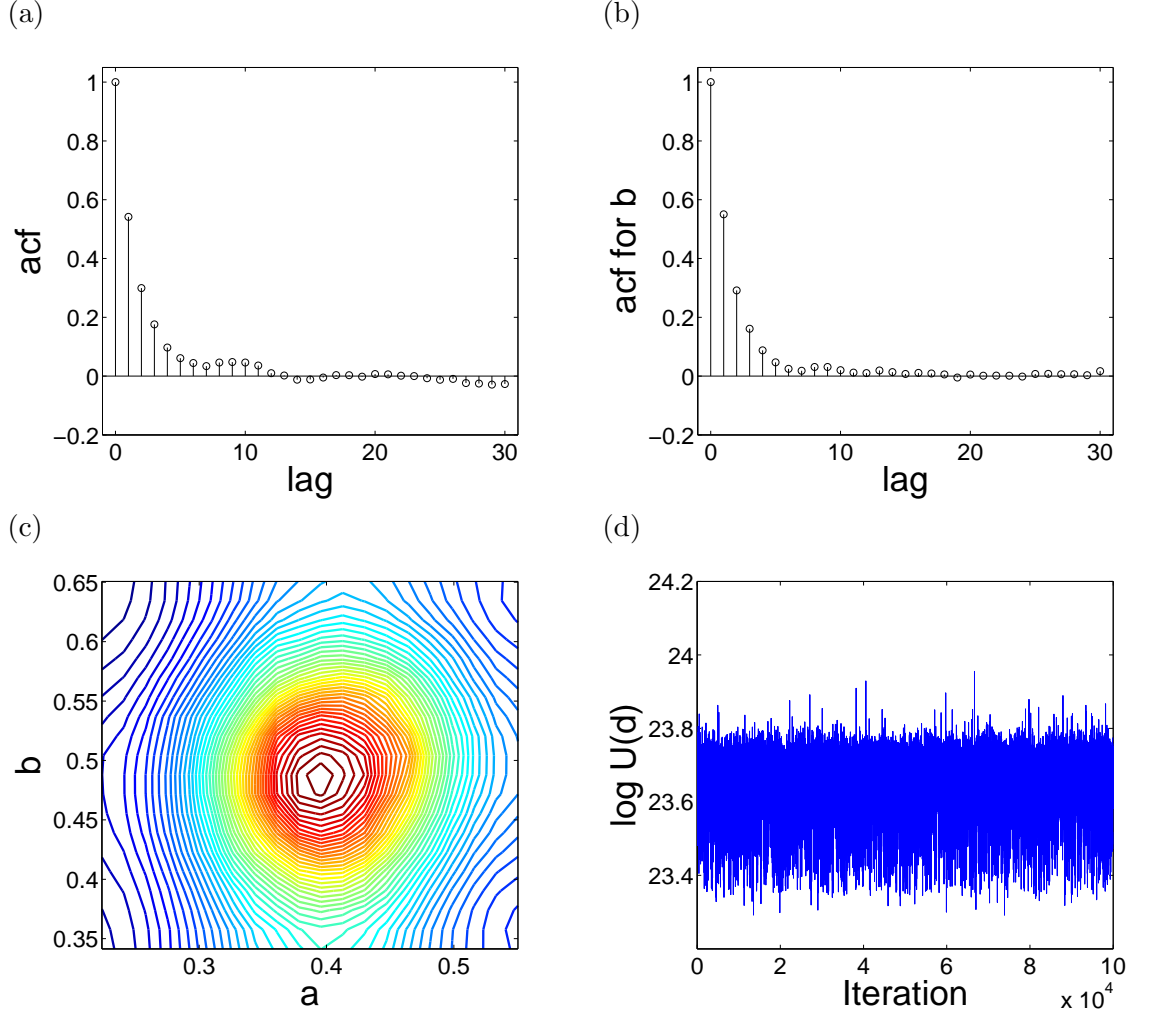 (a)
1
0.8
0.6
0.4
0.2
0
−0.2
acf
0 10 20 30
lag
(b)
1
0.8
0.6
0.4
0.2
0
−0.2
acf for b
0 10 20 30
lag
(c)
0.65
0.6
0.55
0.5
0.45
0.4
0.35
b
0.3 0.4 0.5
a
(d)
24.2
24
23.8
23.6
23.4
log U(d)
0 2 4 6 8 10
Iteration
x 10^4